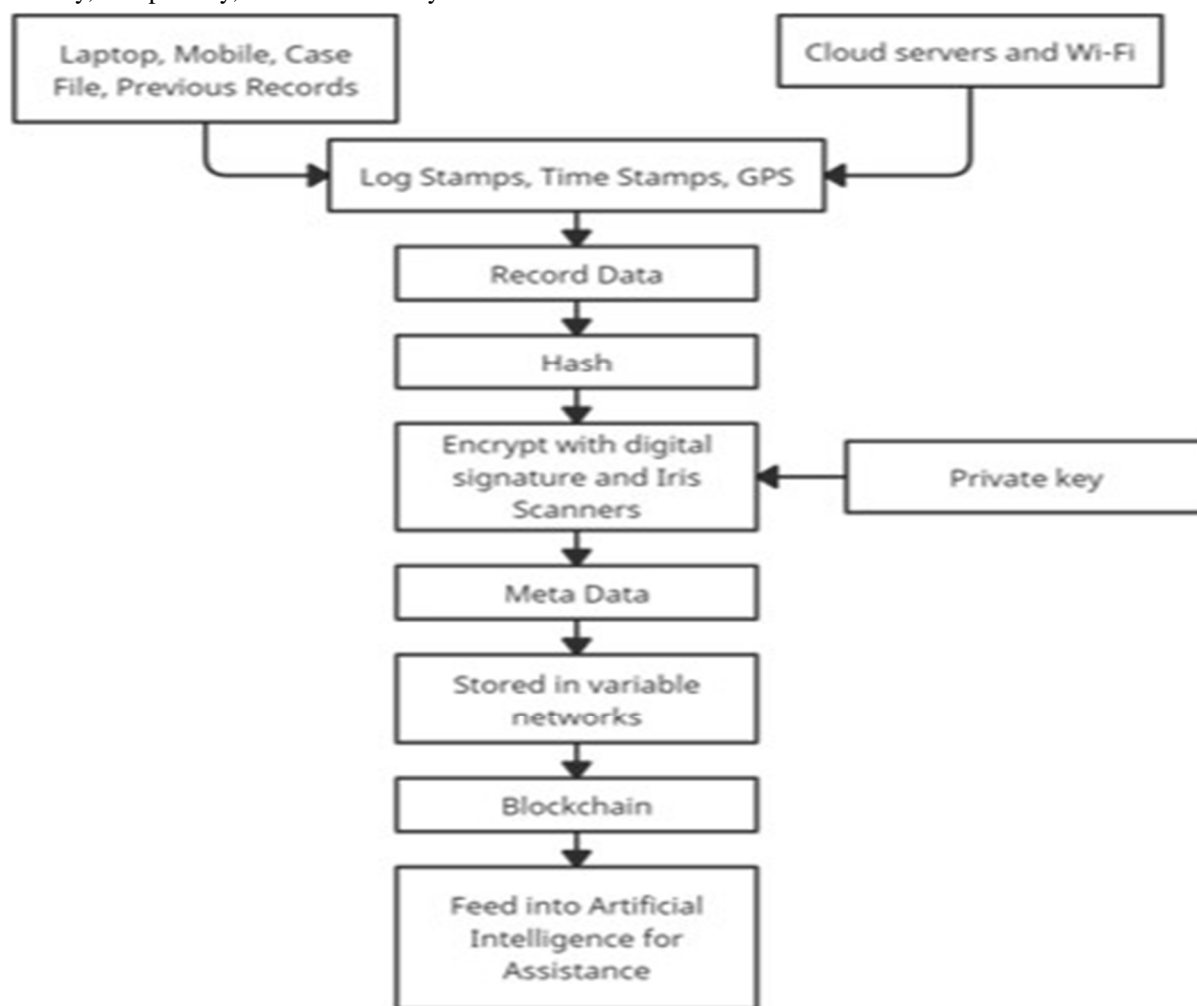 Laptop, Mobile, Case
File, Previous Records
Cloud servers and Wi-Fi
Log Stamps, Time Stamps, GPS
Record Data
Hash
Encrypt with digital
signature and Iris
Scanners
Private key
Meta Data
Stored in variable
networks
Blockchain
Feed into Artificial
Intelligence for
Assistance